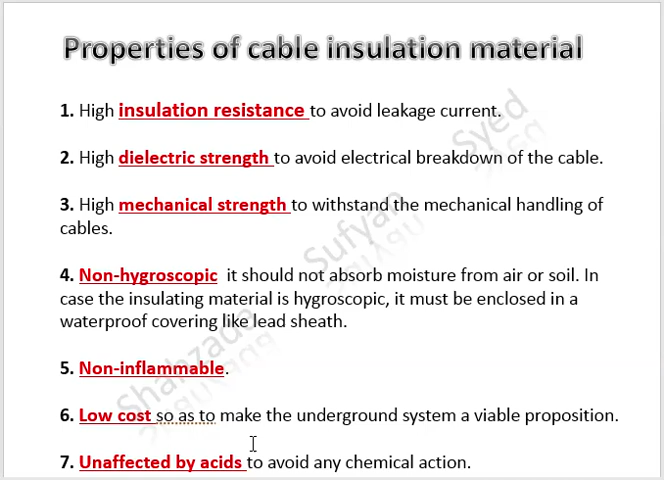 Properties of cable insulation material
1. High insulation resistance to avoid leakage current.
2. High dielectric strength to avoid electrical breakdown of the cable.
3. High mechanical strength to withstand the mechanical handling of
cables.
4. Non-hygroscopic it should not absorb moisture from air or soil. In
case the insulating material is hygroscopic, it must be enclosed in a
waterproof covering like lead sheath.
5. Non-inflammable.
6. Low cost so as to make the underground system a viable proposition.
7. Unaffected by acids to avoid any chemical action.
Shahzada Sufyan Syed